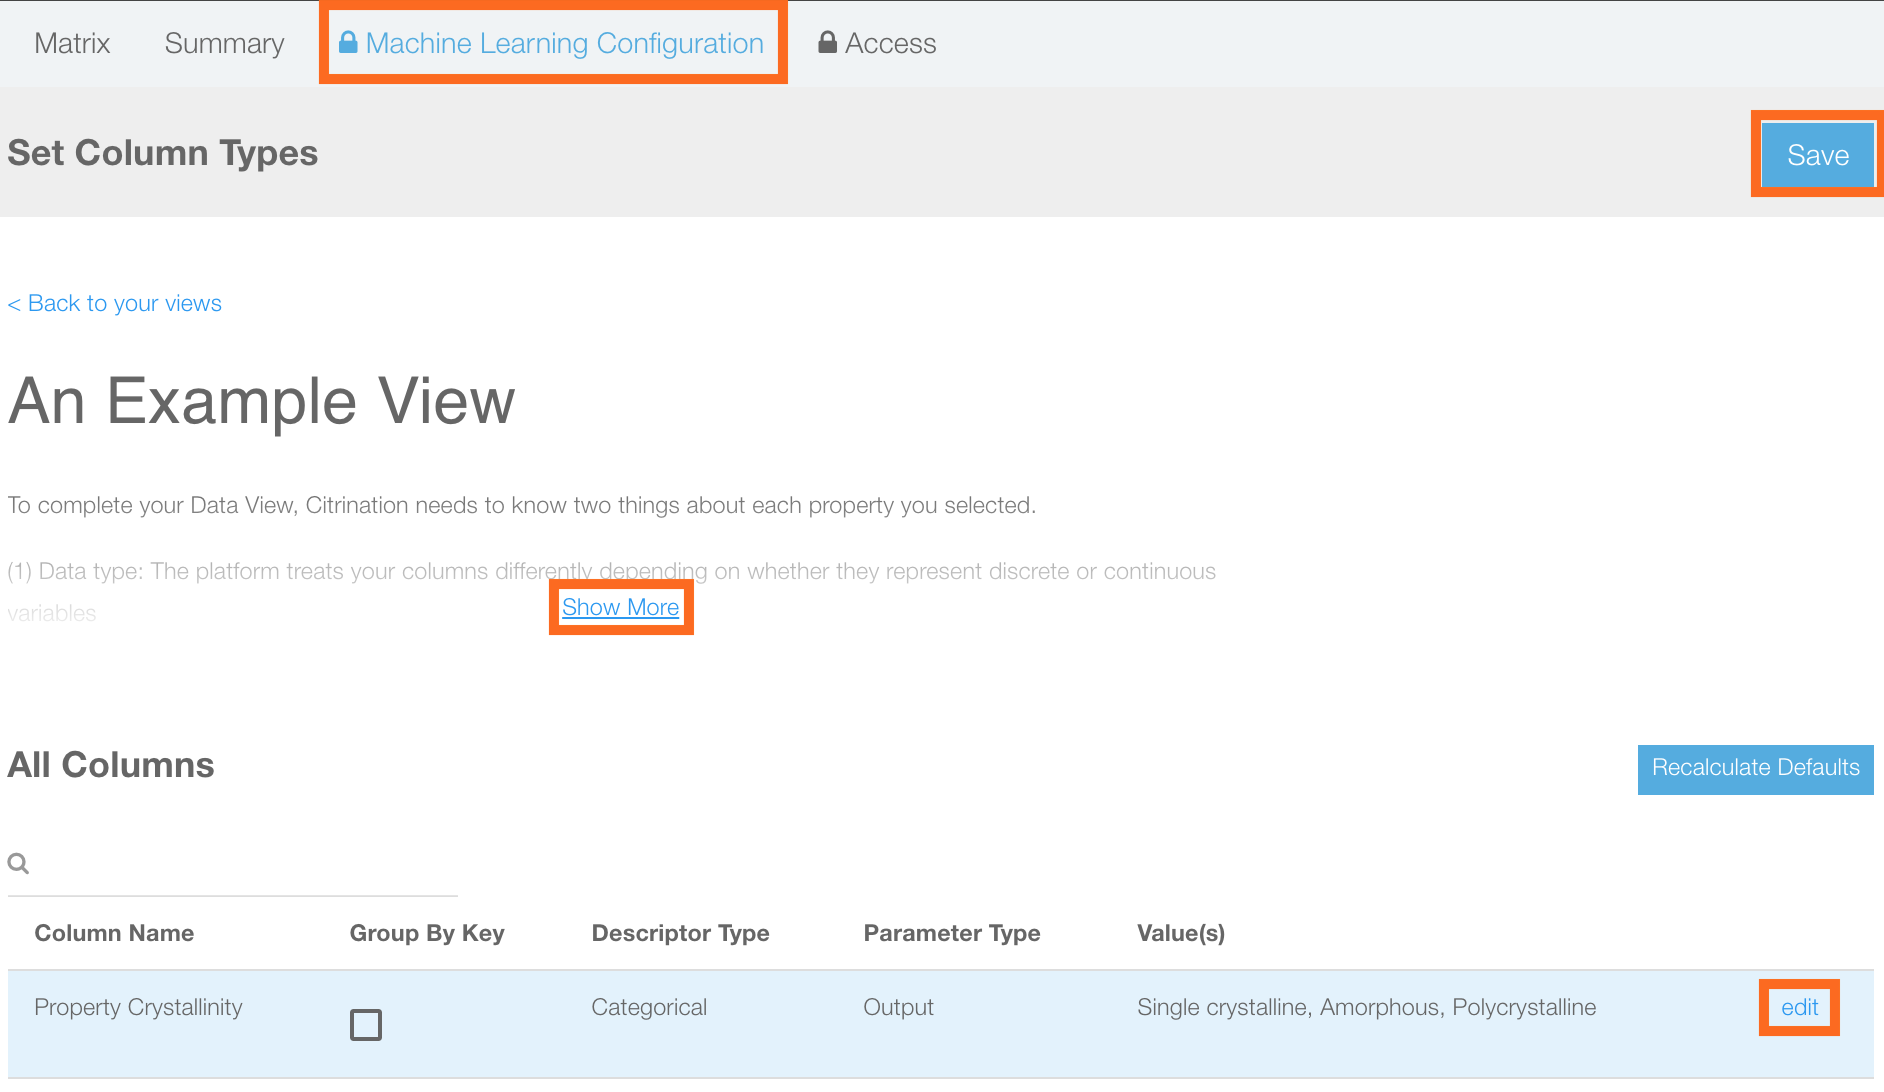 Matrix Summary Machine Learning Configuration Access
Set Column Types
Save
< Back to your views
An Example View
To complete your Data View, Citrination needs to know two things about each property you selected.
(1) Data type: The platform treats your columns differently depending on whether they represent discrete or continuous
variables
Show More
All Columns
Recalculate Defaults
Column Name Group By Key Descriptor Type Parameter Type Value(s)
Property Crystallinity Categorical Output Single crystalline, Amorphous, Polycrystalline edit